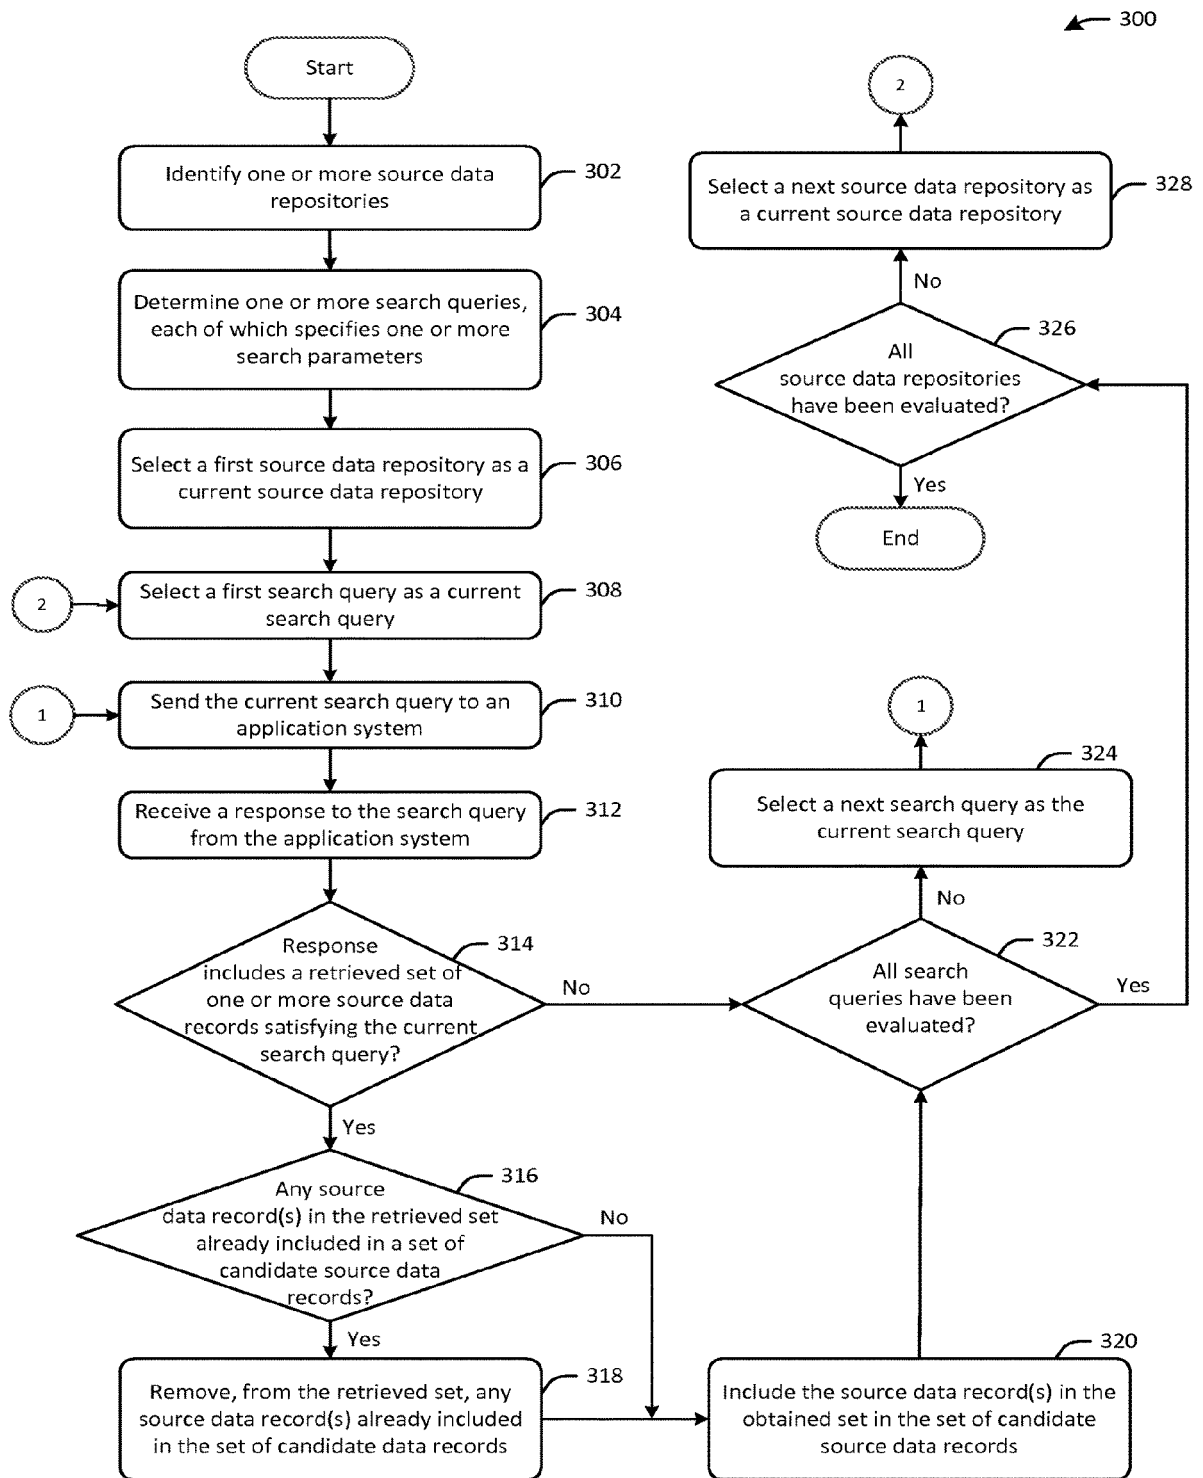 300
Start
Identify one or more source data
repositories
302
Determine one or more search queries,
each of which specifies one or more
search parameters
304
Select a first source data repository as a
current source data repository
306
2
Select a first search query as a current
search query
308
1
Send the current search query to an
application system
310
Receive a response to the search query
from the application system
312
Response
includes a retrieved set of
one or more source data
records satisfying the current
search query?
314
No
Yes
Any source
data record(s) in the retrieved set
already included in a set of
candidate source data
records?
316
No
Yes
Remove, from the retrieved set, any
source data record(s) already included
in the set of candidate data records
318
Include the source data record(s) in the
obtained set in the set of candidate
source data records
320
All search
queries have been
evaluated?
322
Yes
No
Select a next search query as the
current search query
324
1
All
source data repositories
have been evaluated?
326
Yes
End
No
Select a next source data repository as
a current source data repository
328
2